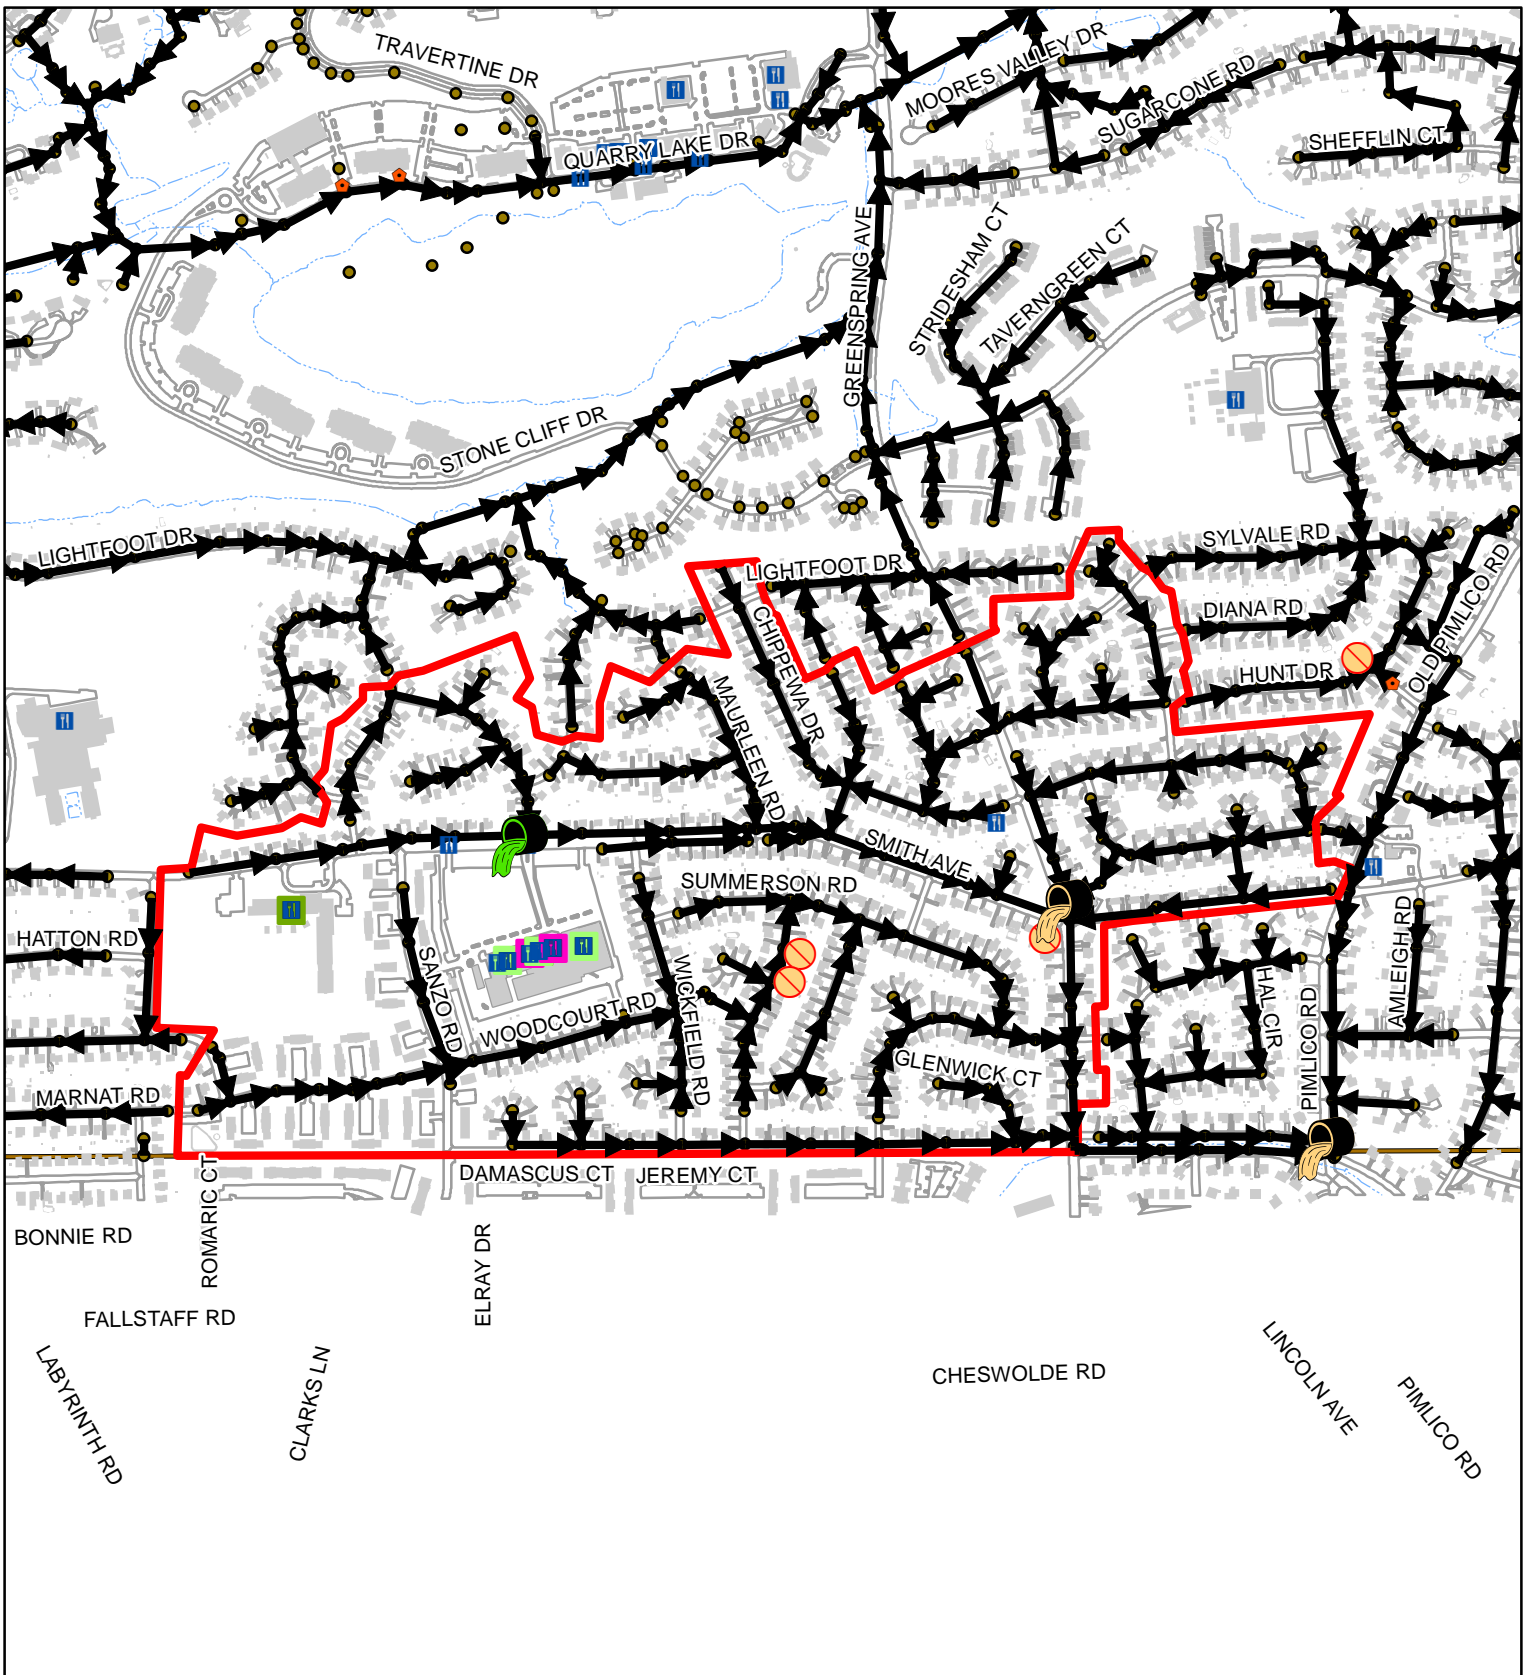 TRAVERTINE DR
MOORES VALLEY DR
SUGARCONE RD
SHEFFLIN CT
QUARRY LAKE DR
GREENSPRING AVE
STRIDESHAM CT
TAVERNGREEN CT
STONE CLIFF DR
LIGHTFOOT DR
LIGHTFOOT DR
SYLVALE RD
DIANA RD
HUNT DR
OLD PIMLICO RD
CHIPPEWA DR
MAURLEEN RD
SMITH AVE
SUMMERSON RD
HATTON RD
SANZO RD
WOODCOURT RD
WICKFIELD RD
GLENWICK CT
HAL CIR
PIMLICO RD
AMLEIGH RD
MARNAT RD
DAMASCUS CT
JEREMY CT
BONNIE RD
ROMARIC CT
ELRAY DR
FALLSTAFF RD
LABYRINTH RD
CLARKS LN
CHESWOLDE RD
LINCOLN AVE
PIMLICO RD